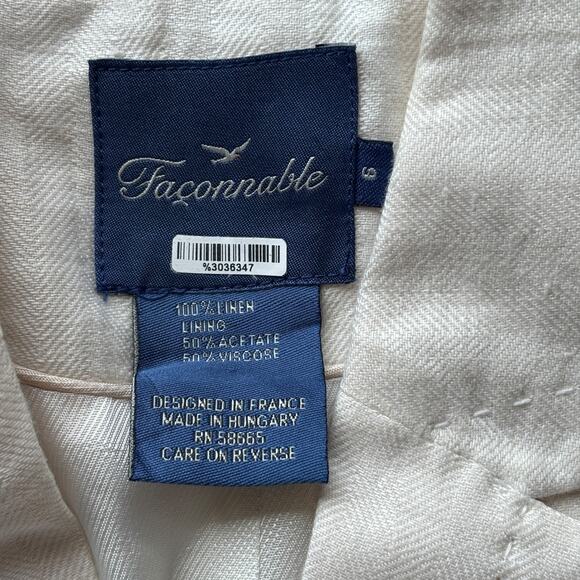 Façonnable
6
%3036347
100% LINEN
LINING
50% ACETATE
50% VISCOSE
DESIGNED IN FRANCE
MADE IN HUNGARY
RN 58665
CARE ON REVERSE